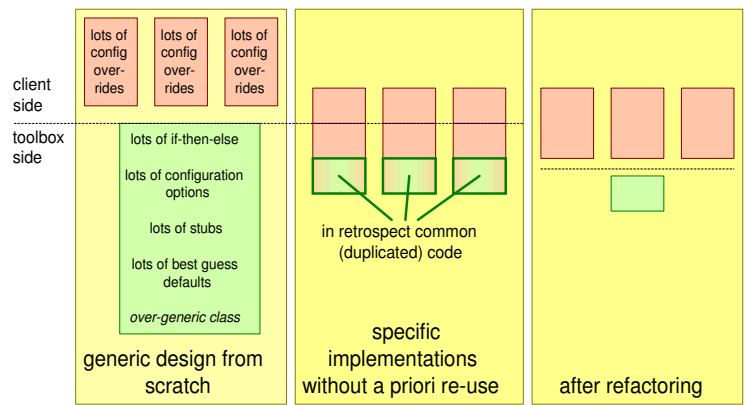 client
side
toolbox
side
lots of
config
over-
rides
lots of
config
over-
rides
lots of
config
over-
rides
lots of if-then-else
lots of configuration
options
lots of stubs
lots of best guess
defaults
over-generic class
generic design from
scratch
in retrospect common
(duplicated) code
specific
implementations
without a priori re-use
after refactoring